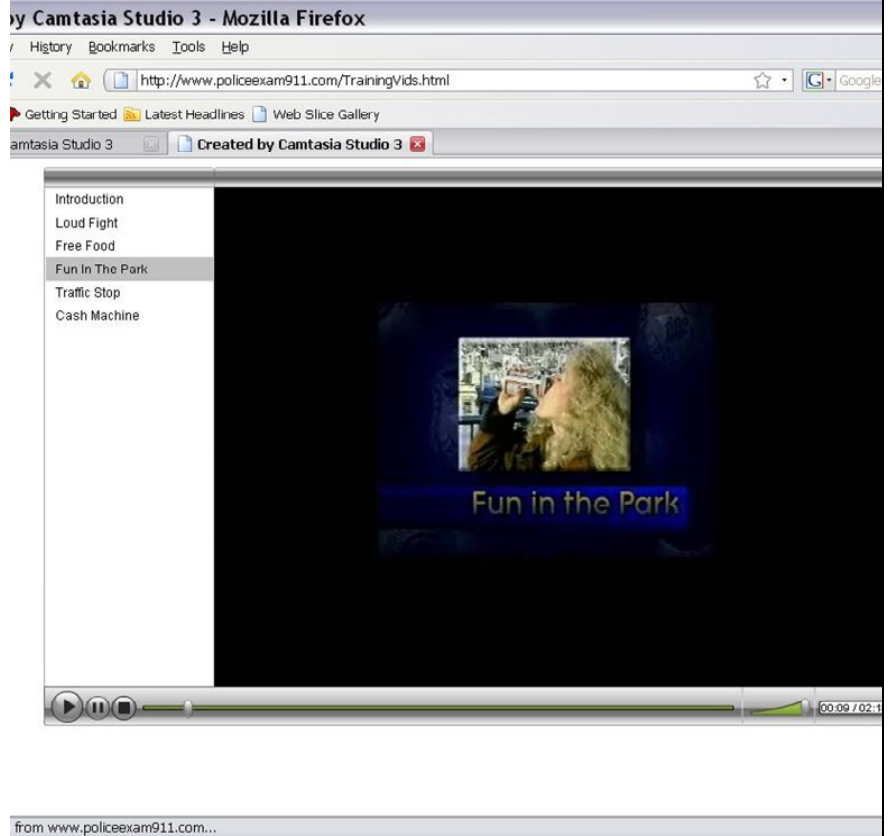 by Camtasia Studio 3 - Mozilla Firefox
History Bookmarks Tools Help
http://www.policeexam911.com/TrainingVids.html
G Google
Getting Started Latest Headlines Web Slice Gallery
amtasia Studio 3 Created by Camtasia Studio 3
Introduction
Loud Fight
Free Food
Fun In The Park
Traffic Stop
Cash Machine
Fun in the Park
00:09 / 02:1
from www.policeexam911.com...